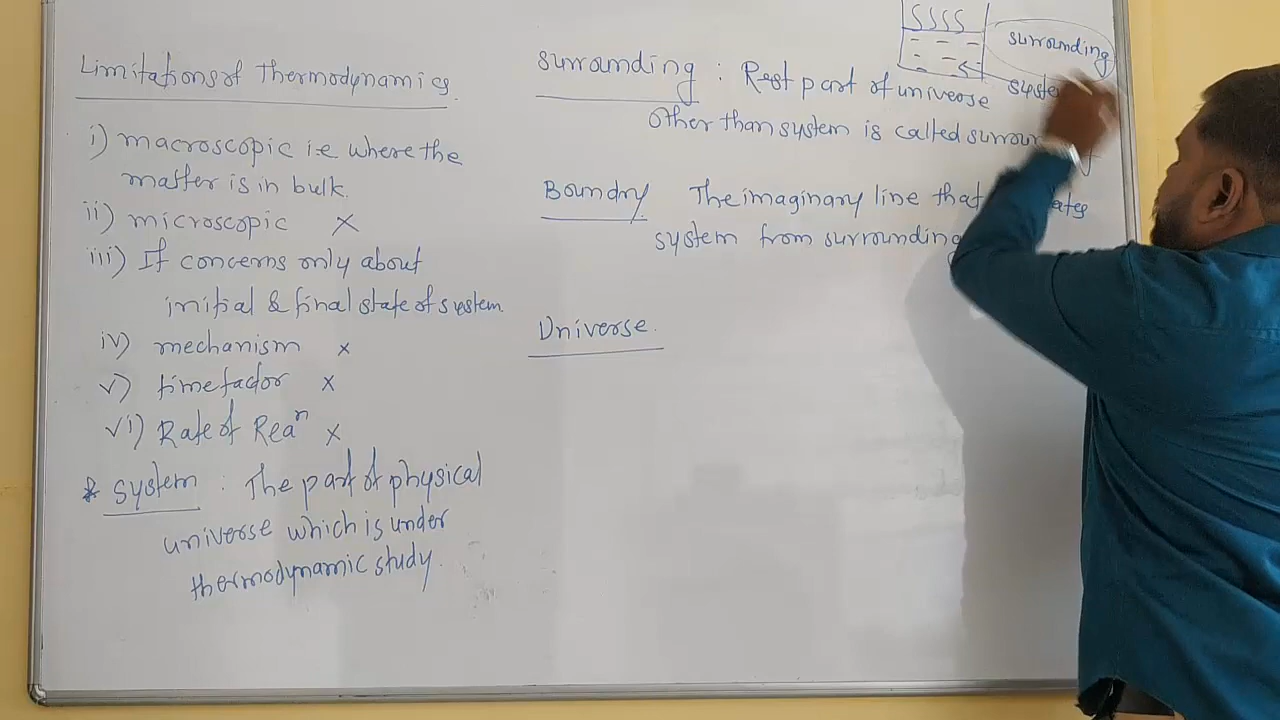 Limitations of thermodynamics.
i) macroscopic i.e where the
matter is in bulk.
ii) microscopic ×
iii) It concerns only about
initial & final state of system
iv) mechanism ×
v) time factor ×
vi) Rate of Reaⁿ ×
* system : The part of physical
universe which is under
thermodynamic study.
surrounding
system
surrounding : Rest part of universe
other than system is called
Boundry The imaginary line that
system from surrounding
Universe.